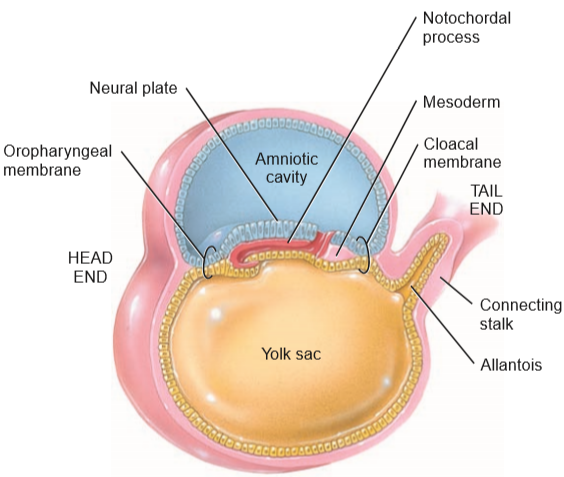 Notochordal
process
Neural plate
Mesoderm
Oropharyngeal
membrane
Amniotic
cavity
Cloacal
membrane
TAIL
END
HEAD
END
Connecting
stalk
Yolk sac
Allantois